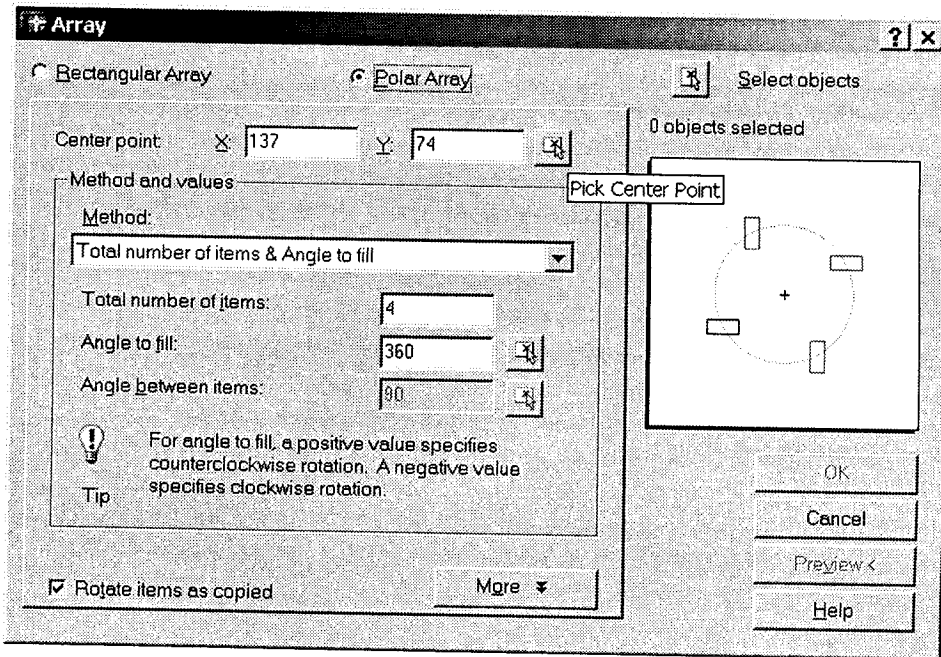 Array
? ×
Rectangular Array
Polar Array
Select objects
Center point:
X: 137
Y: 74
0 objects selected
Pick Center Point
Method and values
Method:
Total number of items & Angle to fill
Total number of items:
4
Angle to fill:
360
Angle between items:
90
For angle to fill, a positive value specifies
counterclockwise rotation. A negative value
specifies clockwise rotation.
Tip
OK
Cancel
Preview <
Help
Rotate items as copied
More